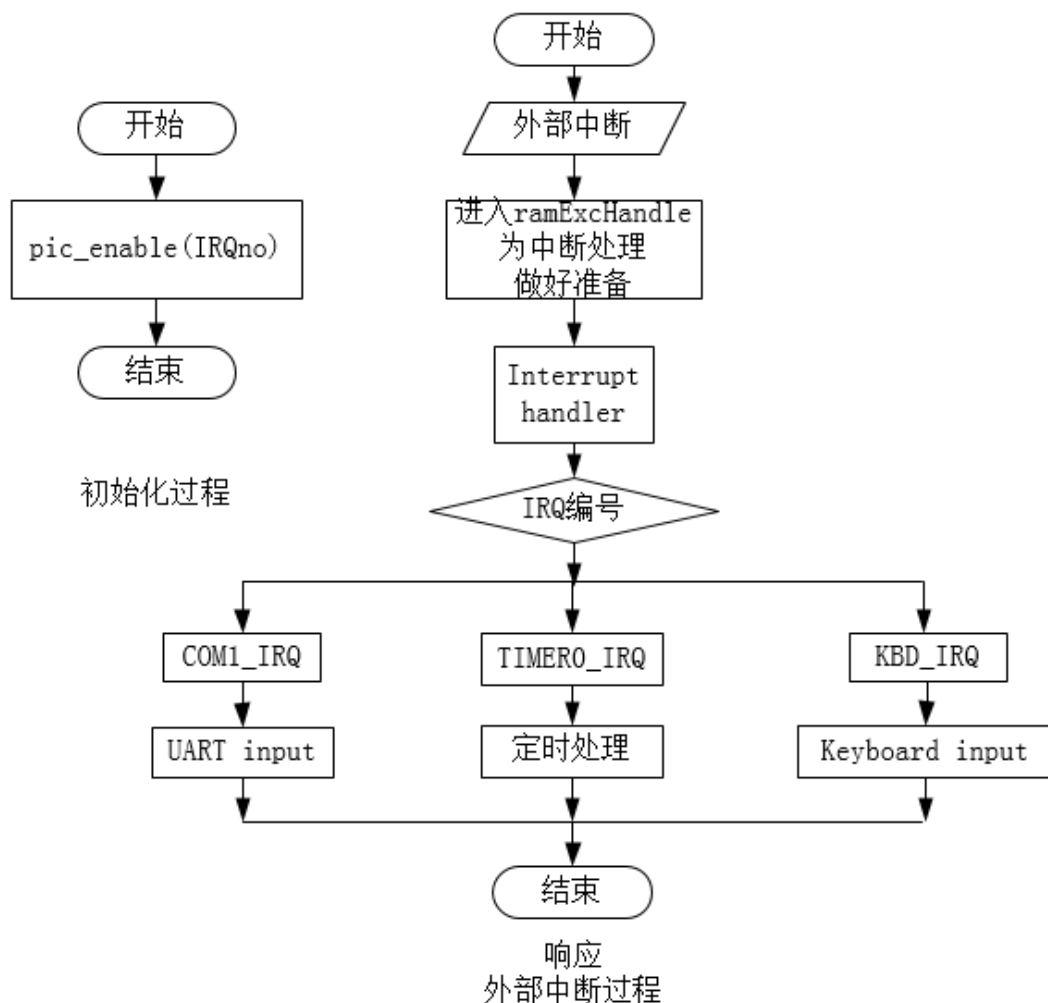 开始
pic_enable(IRQno)
结束
初始化过程
开始
外部中断
进入ramExcHandle
为中断处理
做好准备
Interrupt
handler
IRQ编号
COM1_IRQ
TIMER0_IRQ
KBD_IRQ
UART input
定时处理
Keyboard input
结束
响应
外部中断过程